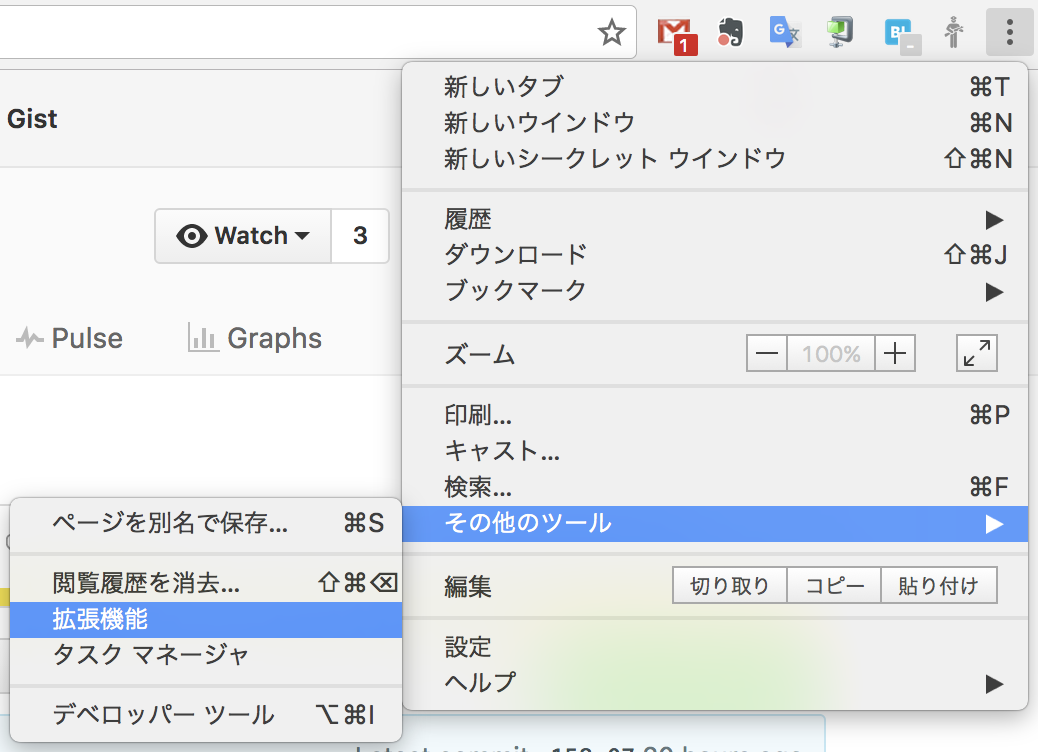 1
B!
Gist
Watch 3
Pulse
Graphs
新しいタブ ⌘T
新しいウインドウ ⌘N
新しいシークレット ウインドウ ⇧⌘N
履歴 ▶
ダウンロード ⇧⌘J
ブックマーク ▶
ズーム — 100% +
印刷... ⌘P
キャスト...
検索... ⌘F
その他のツール ▶
編集 切り取り コピー 貼り付け
設定
ヘルプ ▶
ページを別名で保存... ⌘S
閲覧履歴を消去... ⇧⌘⌫
拡張機能
タスク マネージャ
デベロッパー ツール ⌥⌘I
Latest commit
hours ago